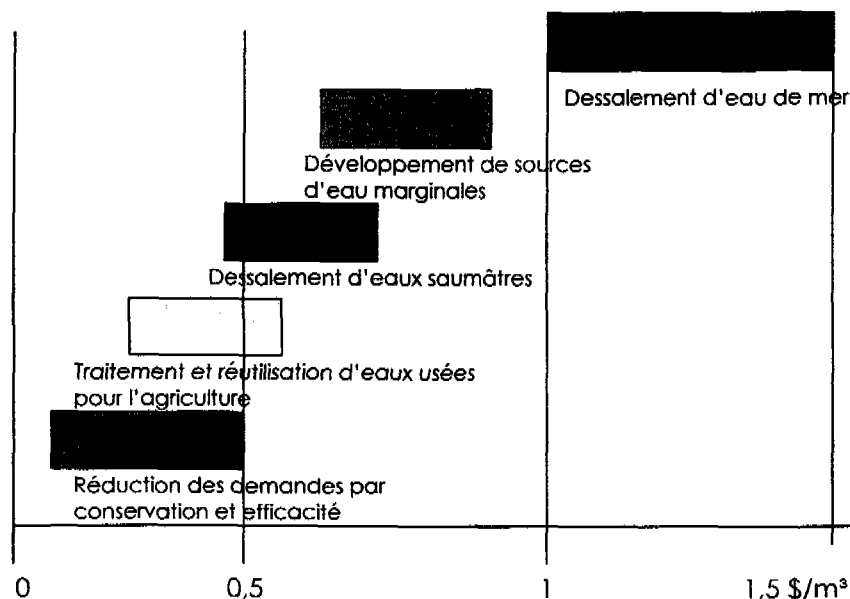 Dessalement d'eau de mer
Développement de sources
d'eau marginales
Dessalement d'eaux saumâtres
Traitement et réutilisation d'eaux usées
pour l'agriculture
Réduction des demandes par
conservation et efficacité
0 0,5 1 1,5 $/m³